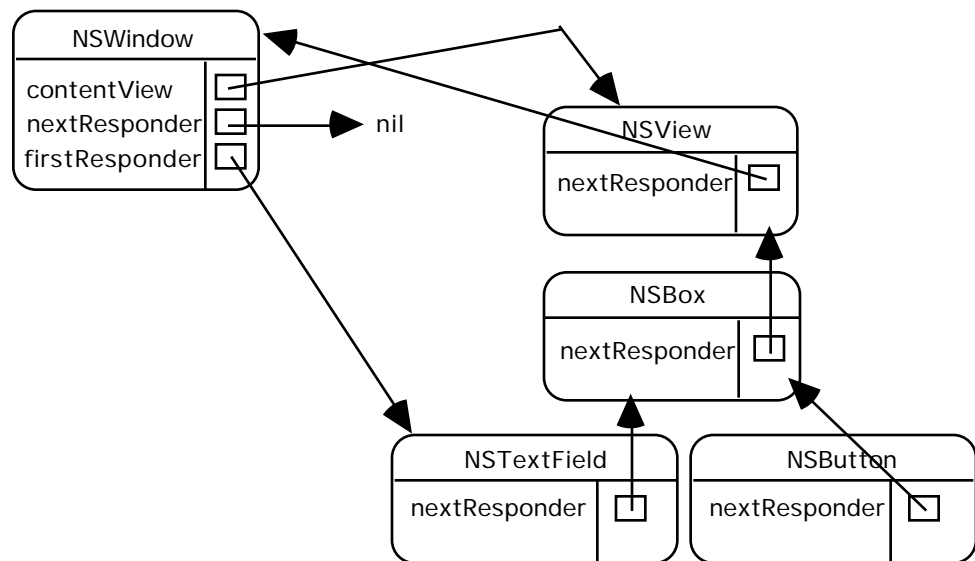 NSWindow
contentView
nextResponder
nil
firstResponder
NSView
nextResponder
NSBox
nextResponder
NSTextField
nextResponder
NSButton
nextResponder